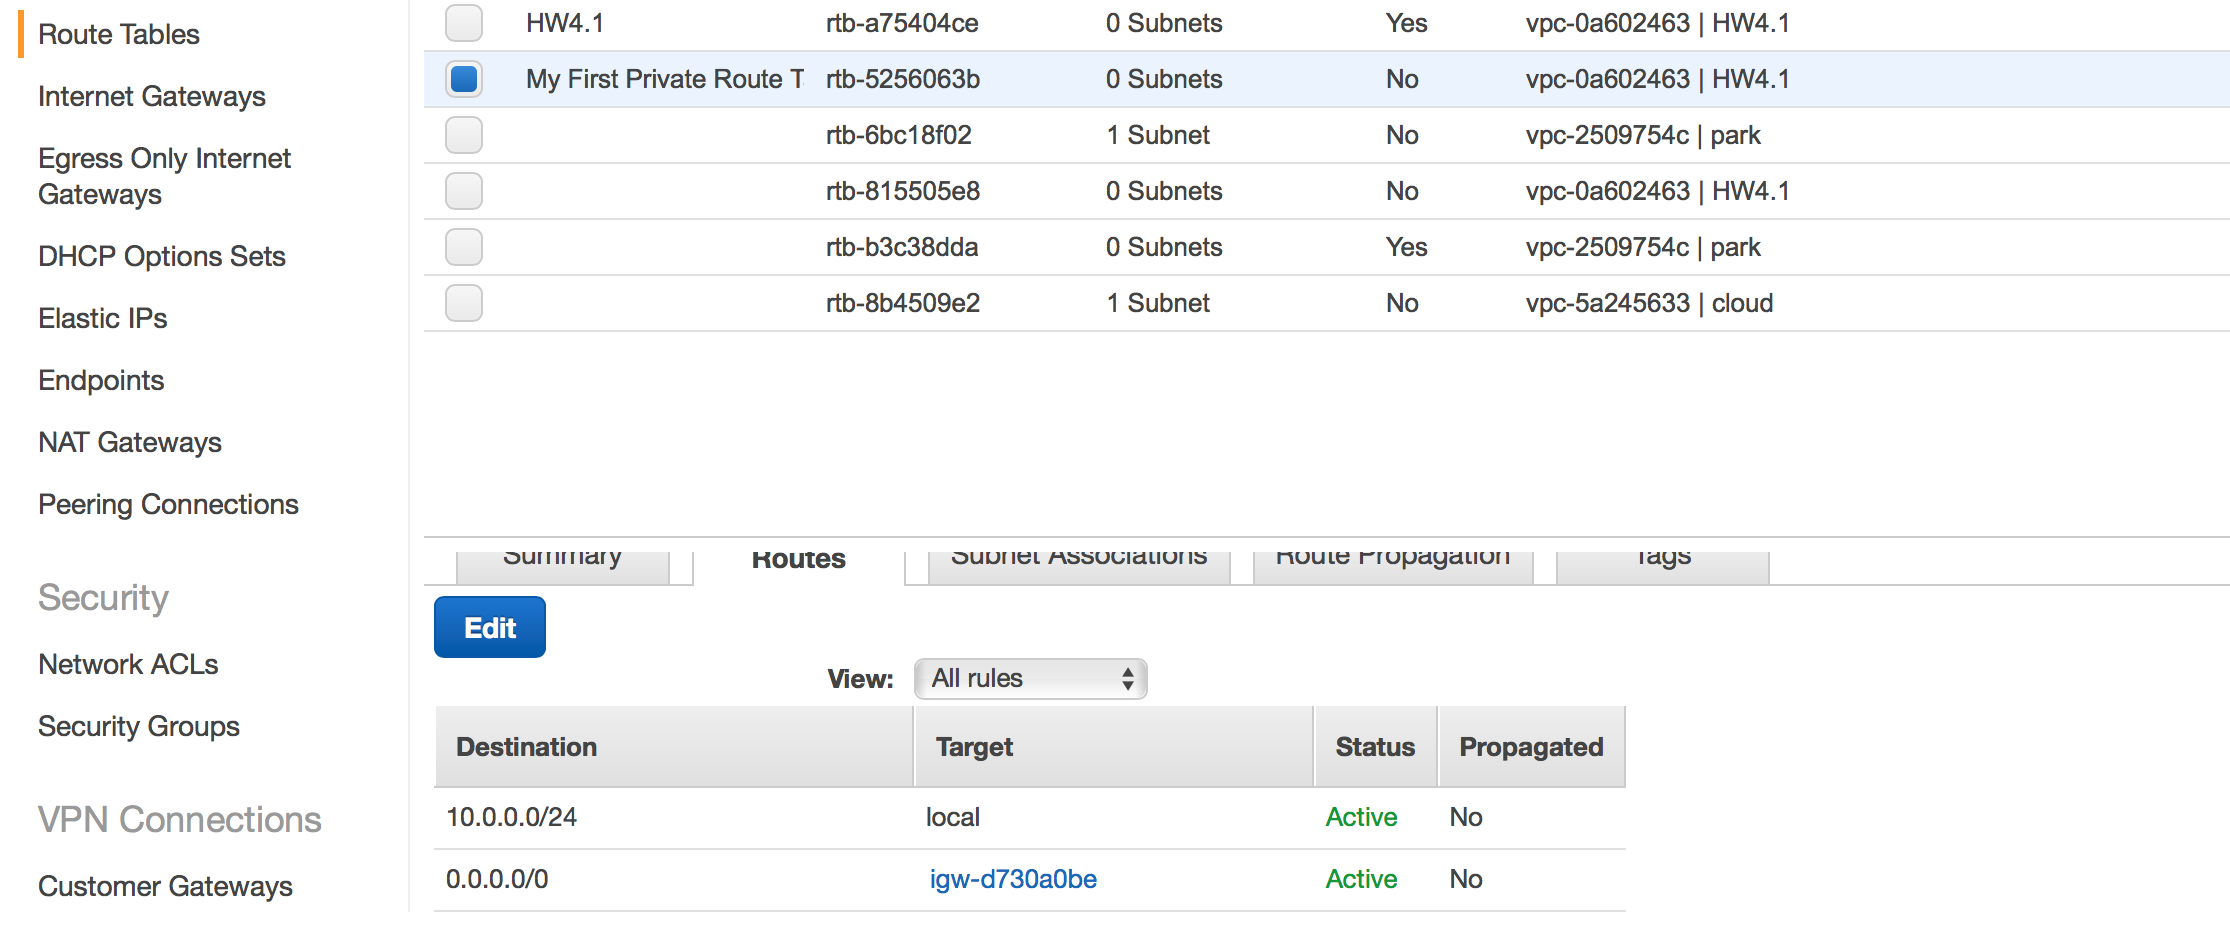 Route Tables
Internet Gateways
Egress Only Internet
Gateways
DHCP Options Sets
Elastic IPs
Endpoints
NAT Gateways
Peering Connections
Security
Network ACLs
Security Groups
VPN Connections
Customer Gateways
HW4.1 rtb-a75404ce 0 Subnets Yes vpc-0a602463 | HW4.1
My First Private Route T rtb-5256063b 0 Subnets No vpc-0a602463 | HW4.1
rtb-6bc18f02 1 Subnet No vpc-2509754c | park
rtb-815505e8 0 Subnets No vpc-0a602463 | HW4.1
rtb-b3c38dda 0 Subnets Yes vpc-2509754c | park
rtb-8b4509e2 1 Subnet No vpc-5a245633 | cloud
Summary Routes Subnet Associations Route Propagation Tags
Edit
View: All rules
Destination Target Status Propagated
10.0.0.0/24 local Active No
0.0.0.0/0 igw-d730a0be Active No